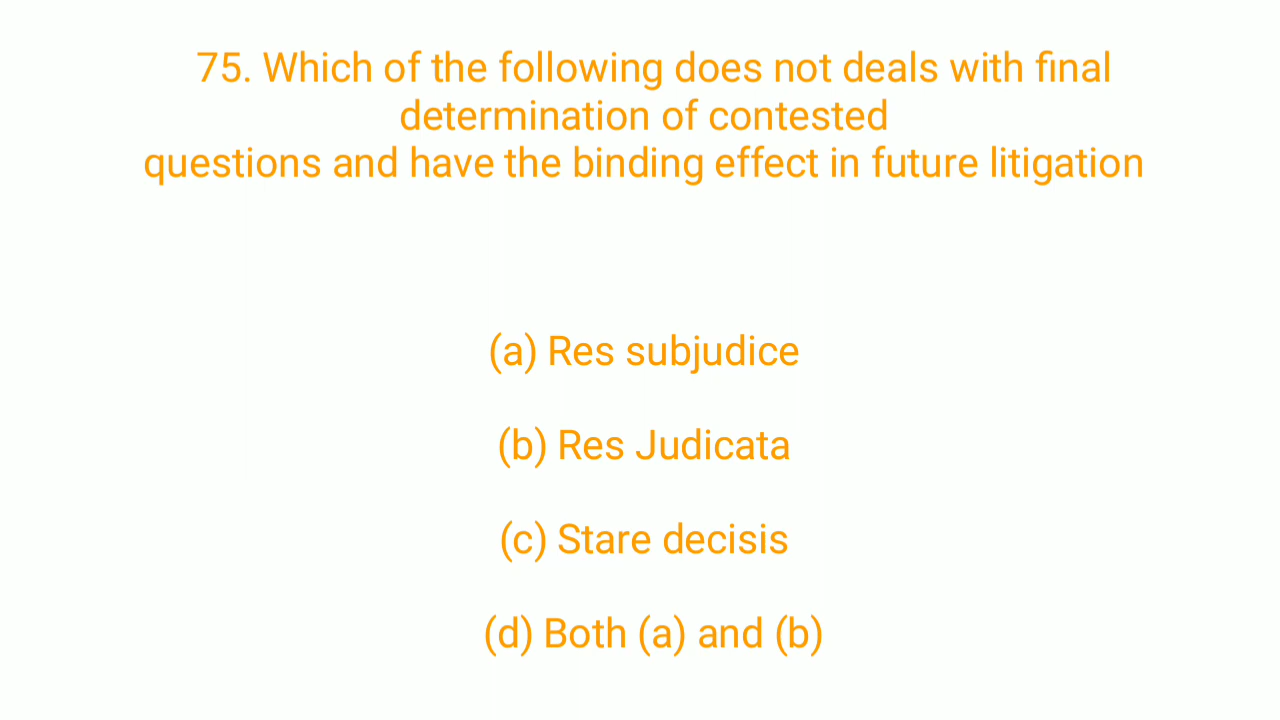 75. Which of the following does not deals with final
determination of contested
questions and have the binding effect in future litigation
(a) Res subjudice
(b) Res Judicata
(c) Stare decisis
(d) Both (a) and (b)